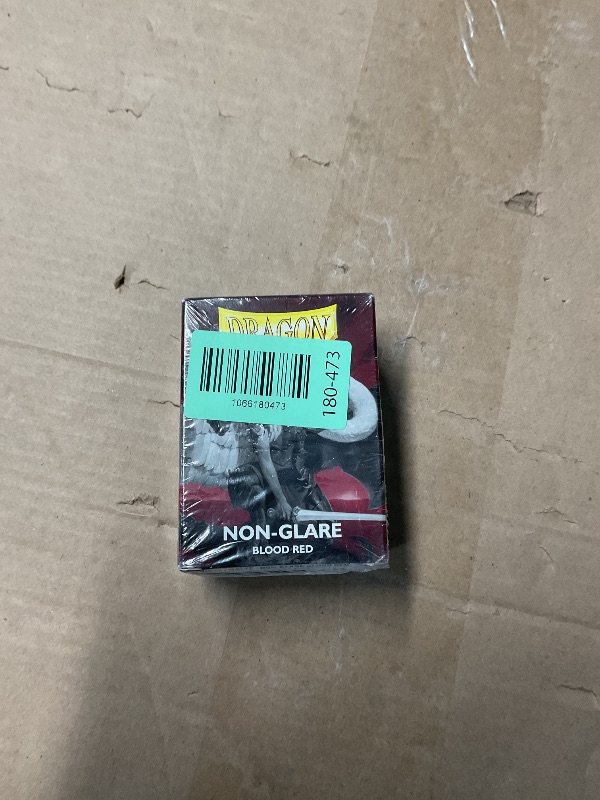 DRAGON
1066180473
180-473
NON-GLARE
BLOOD RED